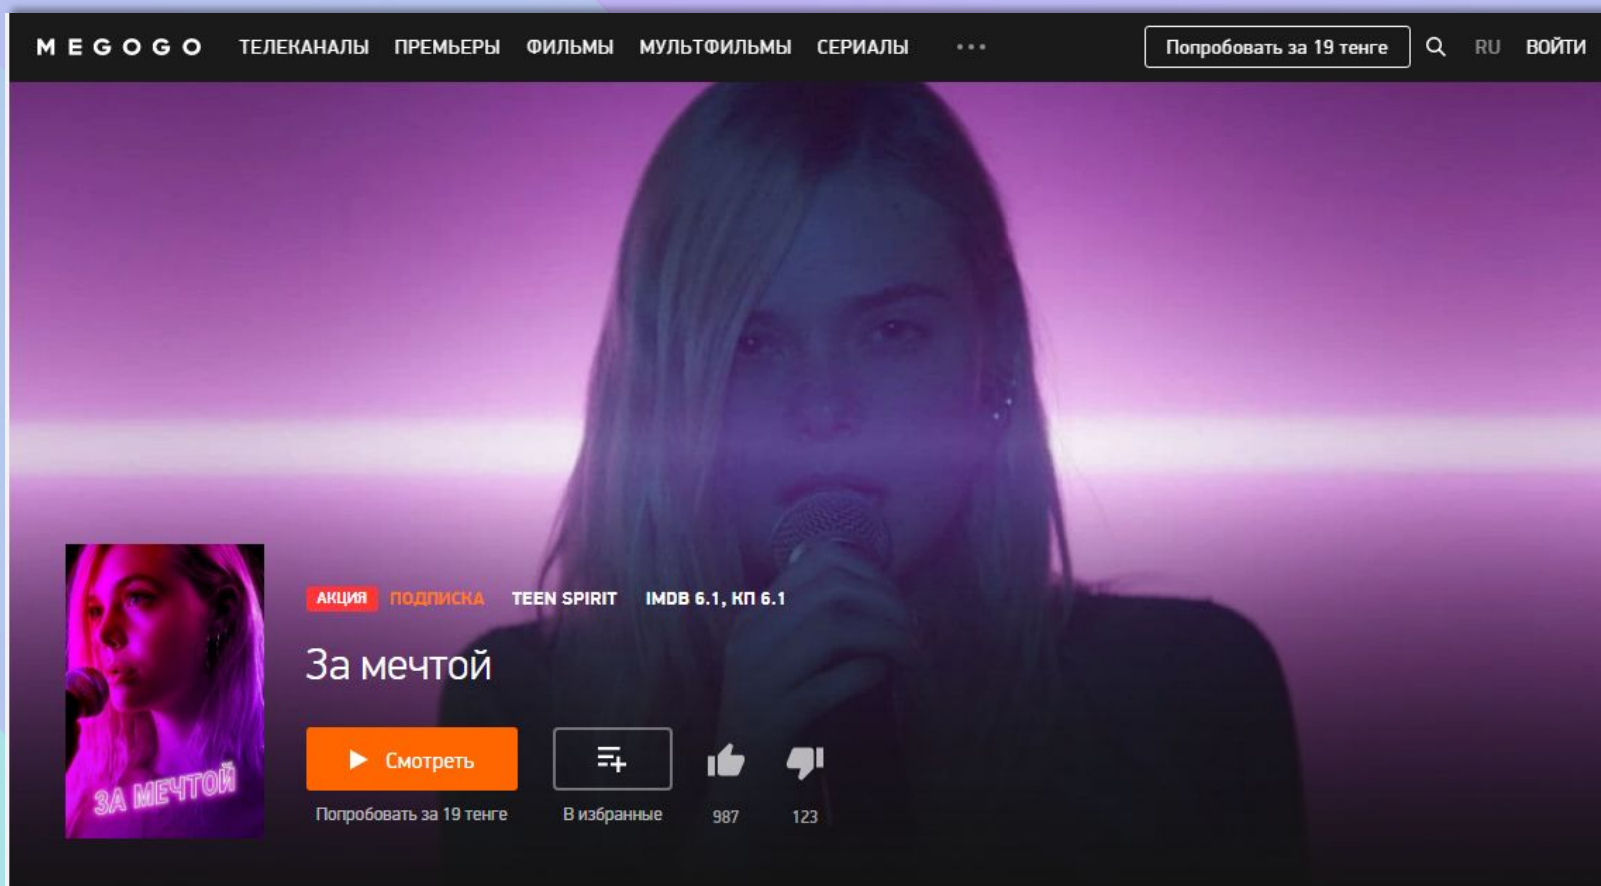 MEGOGO ТЕЛЕКАНАЛЫ ПРЕМЬЕРЫ ФИЛЬМЫ МУЛЬТФИЛЬМЫ СЕРИАЛЫ ••• Попробовать за 19 тенге RU ВОЙТИ
АКЦИЯ ПОДПИСКА TEEN SPIRIT IMDB 6.1, КП 6.1
За мечтой
ЗА МЕЧТОЙ
Смотреть
Попробовать за 19 тенге В избранные 987 123